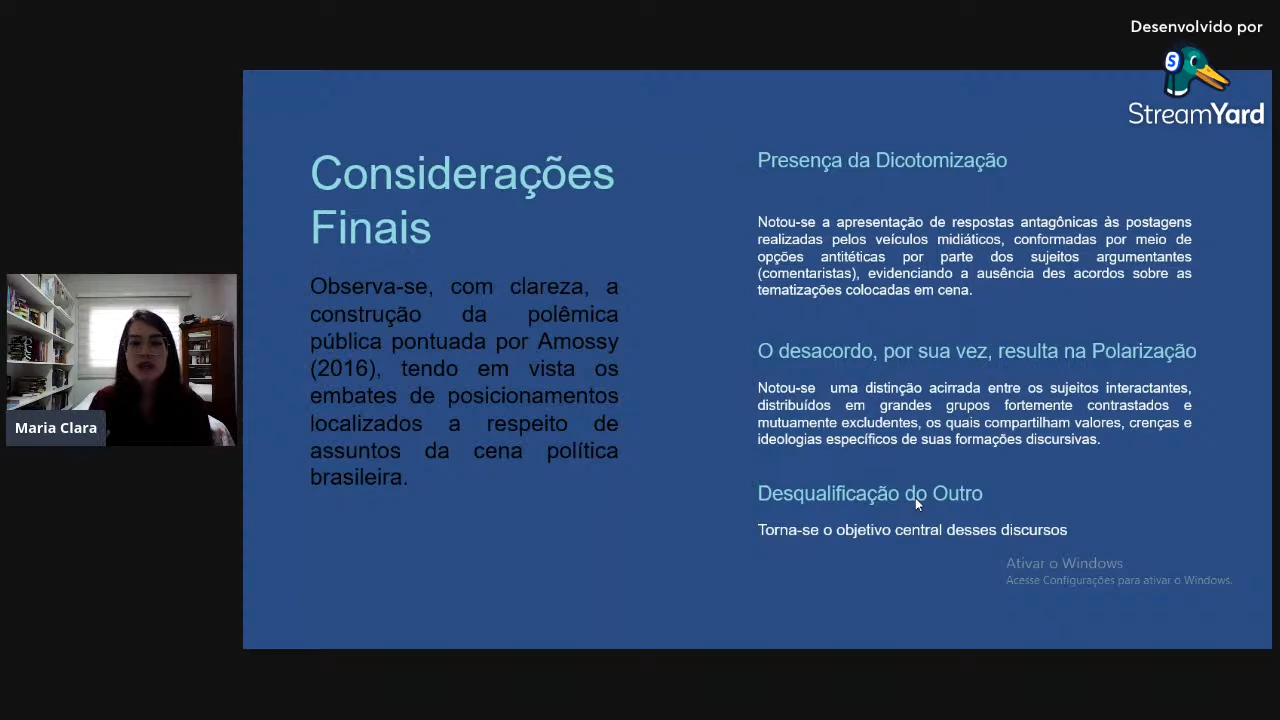 Desenvolvido por
StreamYard
Considerações
Finais
Observa-se, com clareza, a
construção da polêmica
pública pontuada por Amossy
(2016), tendo em vista os
embates de posicionamentos
localizados a respeito de
assuntos da cena política
brasileira.
Presença da Dicotomização
Notou-se a apresentação de respostas antagônicas às postagens
realizadas pelos veículos midiáticos, conformadas por meio de
opções antitéticas por parte dos sujeitos argumentantes
(comentaristas), evidenciando a ausência des acordos sobre as
tematizações colocadas em cena.
O desacordo, por sua vez, resulta na Polarização
Notou-se uma distinção acirrada entre os sujeitos interactantes,
distribuídos em grandes grupos fortemente contrastados e
mutuamente excludentes, os quais compartilham valores, crenças e
ideologias específicos de suas formações discursivas.
Desqualificação do Outro
Torna-se o objetivo central desses discursos
Ativar o Windows
Acesse Configurações para ativar o Windows.
Maria Clara